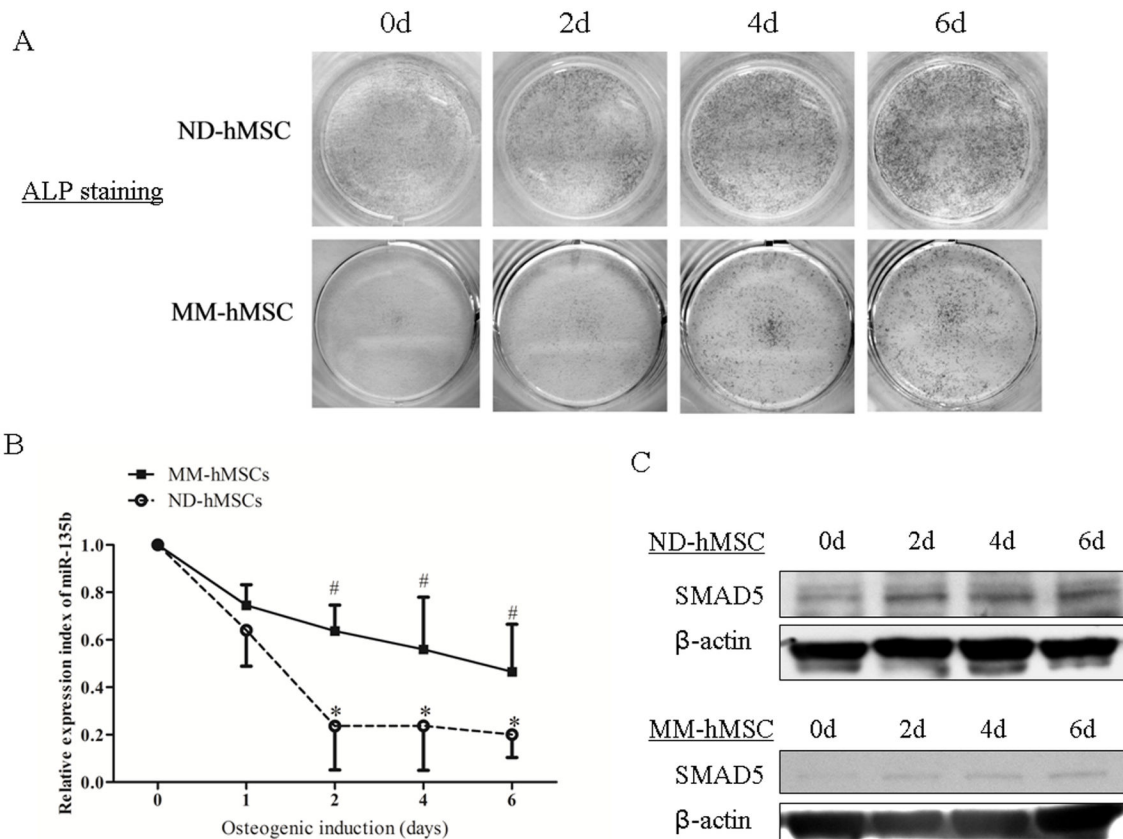 A
0d 2d 4d 6d
ND-hMSC
ALP staining
MM-hMSC
B
MM-hMSCs
ND-hMSCs
Relative expression index of miR-135b
1.0
0.8
0.6
0.4
0.2
0.0
# # #
* * *
0 1 2 4 6
Osteogenic induction (days)
C
ND-hMSC 0d 2d 4d 6d
SMAD5
β-actin
MM-hMSC 0d 2d 4d 6d
SMAD5
β-actin